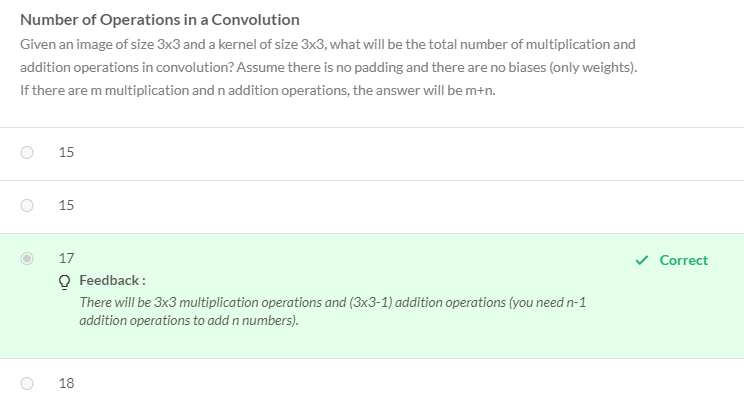 Number of Operations in a Convolution
Given an image of size 3x3 and a kernel of size 3x3, what will be the total number of multiplication and
addition operations in convolution? Assume there is no padding and there are no biases (only weights).
If there are m multiplication and n addition operations, the answer will be m+n.
15
15
17
Correct
Feedback :
There will be 3x3 multiplication operations and (3x3-1) addition operations (you need n-1
addition operations to add n numbers).
18